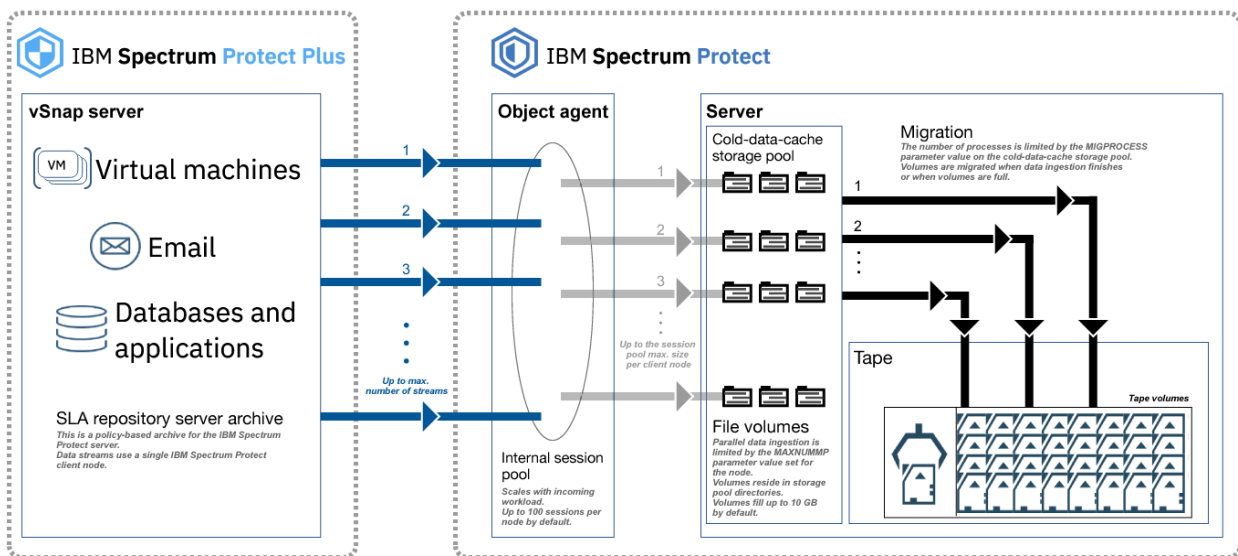 IBM Spectrum Protect Plus
vSnap server
VM
Virtual machines
Email
Databases and
applications
SLA repository server archive
This is a policy-based archive for the IBM Spectrum
Protect server.
Data streams use a single IBM Spectrum Protect
client node.
1
2
3
Up to max.
number of streams
IBM Spectrum Protect
Object agent
Internal session
pool
Scales with incoming
workload.
Up to 100 sessions per
node by default.
1
2
3
Up to the session
pool max. size
per client node
Server
Cold-data-cache
storage pool
File volumes
Parallel data ingestion is
limited by the MAXNUMMP
parameter value set for
the node.
Volumes reside in storage
pool directories.
Volumes fill up to 10 GB
by default.
Migration
The number of processes is limited by the MIGPROCESS
parameter value on the cold-data-cache storage pool.
Volumes are migrated when data ingestion finishes
or when volumes are full.
1
2
Tape
Tape volumes